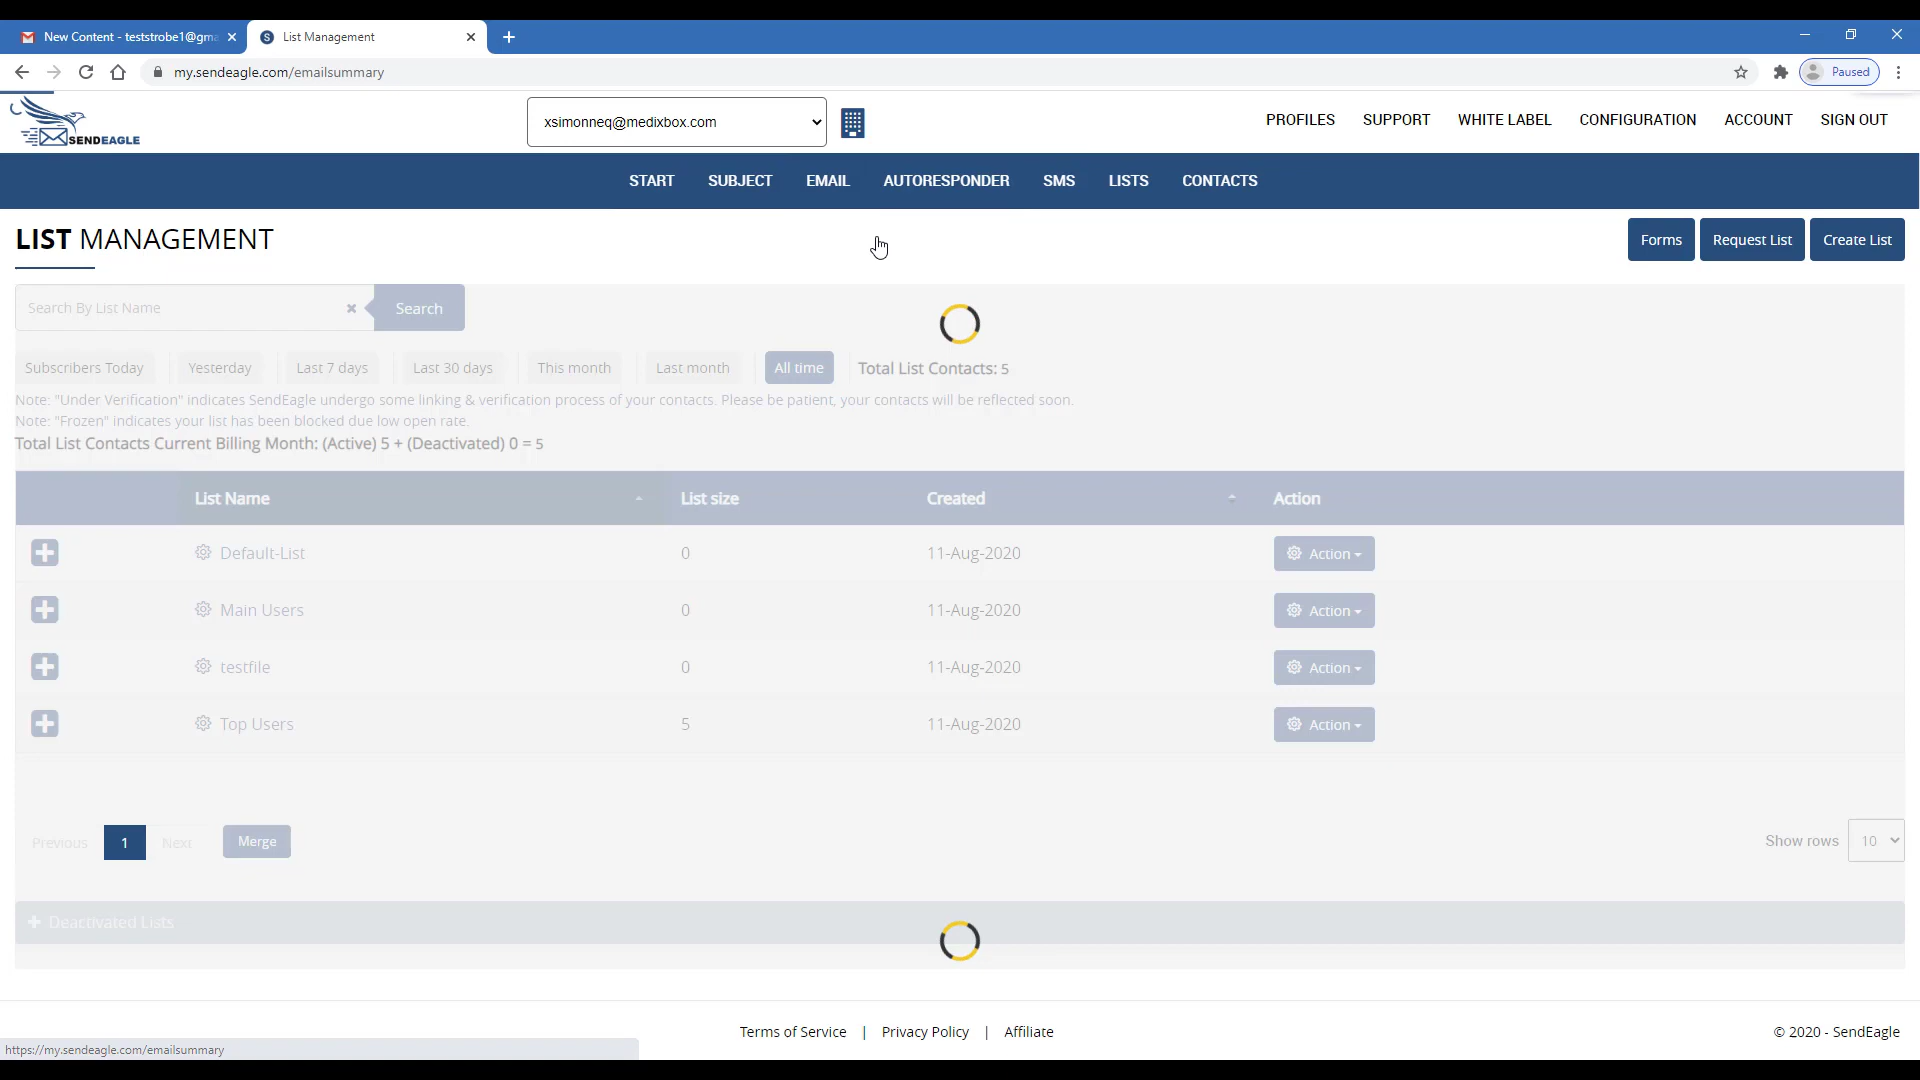 New Content - teststrobe1@gma
List Management
my.sendeagle.com/emailsummary
Paused
SENDEAGLE
xsimonneq@medixbox.com
PROFILES SUPPORT WHITE LABEL CONFIGURATION ACCOUNT SIGN OUT
START SUBJECT EMAIL AUTORESPONDER SMS LISTS CONTACTS
LIST MANAGEMENT
Forms Request List Create List
Search By List Name Search
Subscribers Today Yesterday Last 7 days Last 30 days This month Last month All time Total List Contacts: 5
Note: "Under Verification" indicates SendEagle undergo some linking & verification process of your contacts. Please be patient, your contacts will be reflected soon.
Note: "Frozen" indicates your list has been blocked due low open rate.
Total List Contacts Current Billing Month: (Active) 5 + (Deactivated) 0 = 5
List Name List size Created Action
Default-List 0 11-Aug-2020 Action
Main Users 0 11-Aug-2020 Action
testfile 0 11-Aug-2020 Action
Top Users 5 11-Aug-2020 Action
Previous 1 Next Merge Show rows 10
+ Deactivated Lists
Terms of Service | Privacy Policy | Affiliate © 2020 - SendEagle
https://my.sendeagle.com/emailsummary